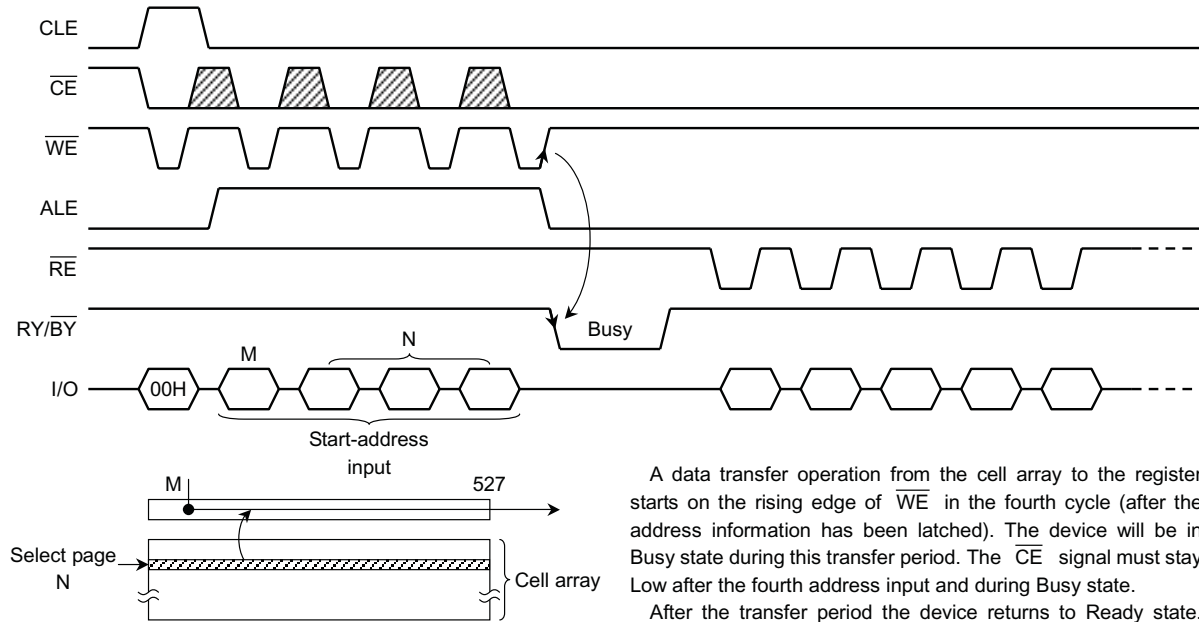 CLE
CE
WE
ALE
RE
RY/BY
Busy
M
N
I/O
00H
Start-address
input
M
527
Select page
N
Cell array
A data transfer operation from the cell array to the register
starts on the rising edge of WE in the fourth cycle (after the
address information has been latched). The device will be in
Busy state during this transfer period. The CE signal must stay
Low after the fourth address input and during Busy state.
After the transfer period the device returns to Ready state.